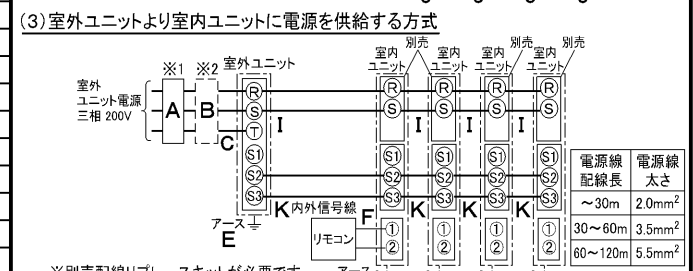 (3)室外ユニットより室内ユニットに電源を供給する方式
別売 別売 別売
※1 ※2 室外ユニット 室内ユニット 室内ユニット 室内ユニット 室内ユニット
室外
ユニット電源
三相 200V
A B C
R S T S1 S2 S3
I I I I
R S S1 S2 S3 ① ②
R S S1 S2 S3 ① ②
R S S1 S2 S3 ① ②
R S S1 S2 S3 ① ②
K 内外信号線 K K K
F
アース
E
リモコン
電源線配線長 電源線太さ
～30m 2.0mm²
30～60m 3.5mm²
60～120m 5.5mm²
アース